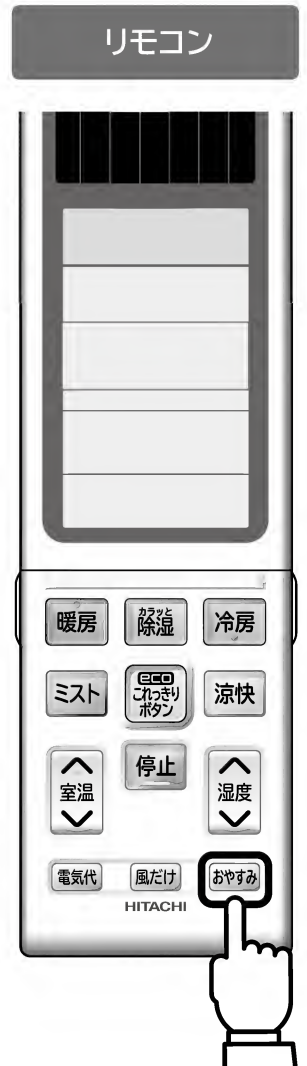 リモコン
暖房
カラッと
除湿
冷房
ミスト
eco
これっきり
ボタン
涼快
室温
停止
湿度
電気代
風だけ
おやすみ
HITACHI